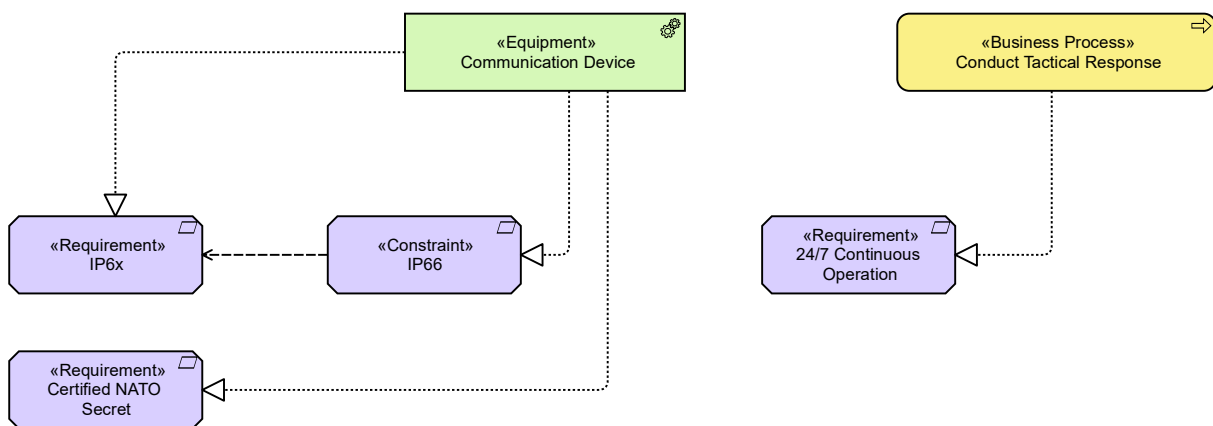 «Equipment»
Communication Device
«Business Process»
Conduct Tactical Response
«Requirement»
IP6x
«Constraint»
IP66
«Requirement»
24/7 Continuous
Operation
«Requirement»
Certified NATO
Secret